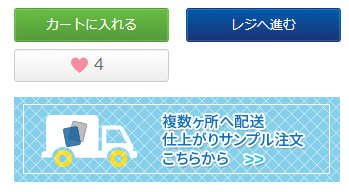 カートに入れる
レジへ進む
4
複数ヶ所へ配送
仕上がりサンプル注文
こちらから >>